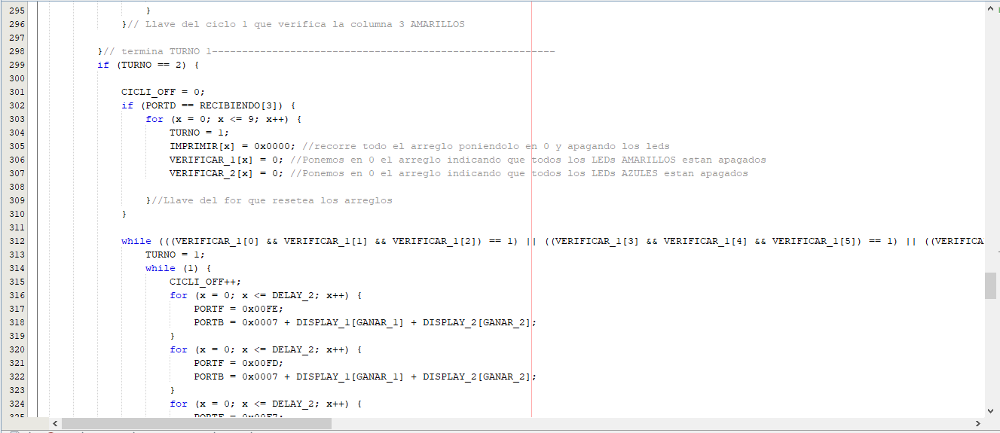 295 }
296 }// Llave del ciclo 1 que verifica la columna 3 AMARILLOS
297
298 }// termina TURNO 1---------------------------------------------------------
299 if (TURNO == 2) {
300
301 CICLI_OFF = 0;
302 if (PORTD == RECIBIENDO[3]) {
303 for (x = 0; x <= 9; x++) {
304 TURNO = 1;
305 IMPRIMIR[x] = 0x0000; //recorre todo el arreglo poniendolo en 0 y apagando los leds
306 VERIFICAR_1[x] = 0; //Ponemos en 0 el arreglo indicando que todos los LEDs AMARILLOS estan apagados
307 VERIFICAR_2[x] = 0; //Ponemos en 0 el arreglo indicando que todos los LEDs AZULES estan apagados
308
309 }//Llave del for que resetea los arreglos
310 }
311
312 while (((VERIFICAR_1[0] && VERIFICAR_1[1] && VERIFICAR_1[2]) == 1) || ((VERIFICAR_1[3] && VERIFICAR_1[4] && VERIFICAR_1[5]) == 1) || ((VERIFICA
313 TURNO = 1;
314 while (1) {
315 CICLI_OFF++;
316 for (x = 0; x <= DELAY_2; x++) {
317 PORTF = 0x00FE;
318 PORTB = 0x0007 + DISPLAY_1[GANAR_1] + DISPLAY_2[GANAR_2];
319 }
320 for (x = 0; x <= DELAY_2; x++) {
321 PORTF = 0x00FD;
322 PORTB = 0x0007 + DISPLAY_1[GANAR_1] + DISPLAY_2[GANAR_2];
323 }
324 for (x = 0; x <= DELAY_2; x++) {